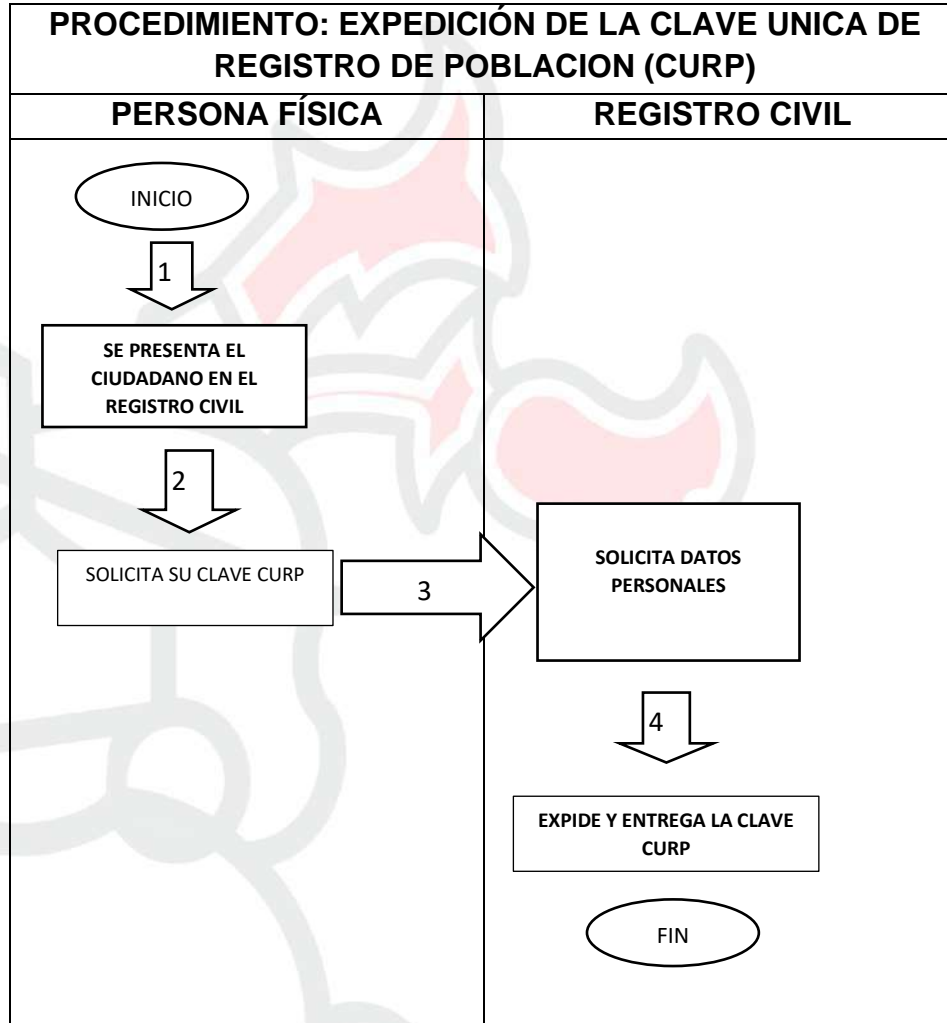 PROCEDIMIENTO: EXPEDICIÓN DE LA CLAVE UNICA DE
REGISTRO DE POBLACION (CURP)
PERSONA FÍSICA
REGISTRO CIVIL
INICIO
1
SE PRESENTA EL
CIUDADANO EN EL
REGISTRO CIVIL
2
SOLICITA SU CLAVE CURP
3
SOLICITA DATOS
PERSONALES
4
EXPIDE Y ENTREGA LA CLAVE
CURP
FIN